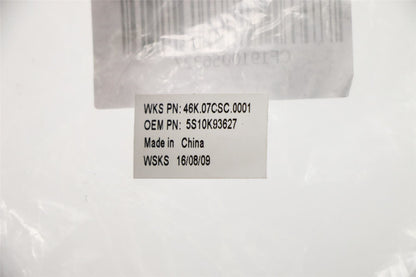 WKS PN: 46K.07CSC.0001
OEM PN: 5S10K93627
Made in China
WSKS 16/08/09